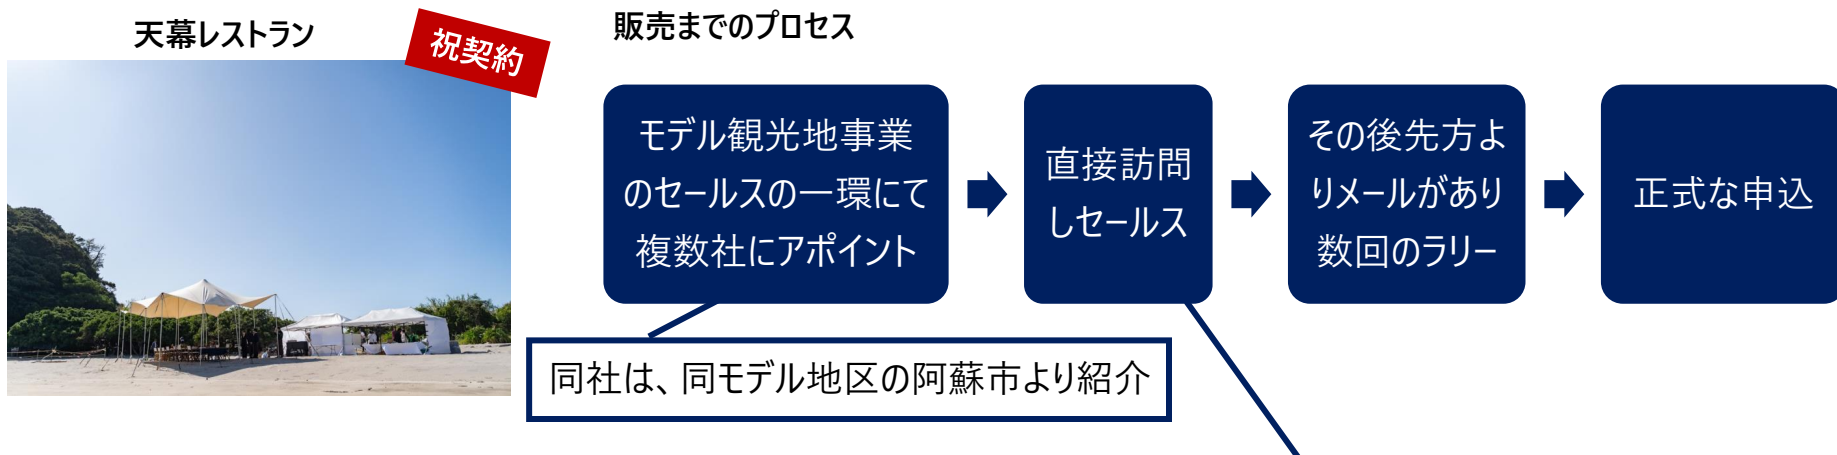 天幕レストラン
祝契約
販売までのプロセス
モデル観光地事業
のセールスの一環にて
複数社にアポイント
直接訪問
しセールス
その後先方よ
りメールがあり
数回のラリー
正式な申込
同社は、同モデル地区の阿蘇市より紹介